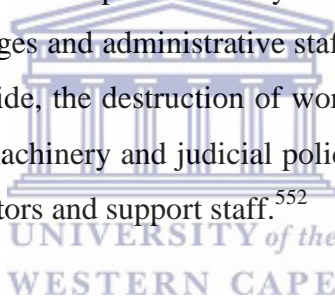 ges and administrative staf
ide, the destruction of wor
achinery and judicial polic
tors and support staff.552
UNIVERSITY of the
WESTERN CAPE